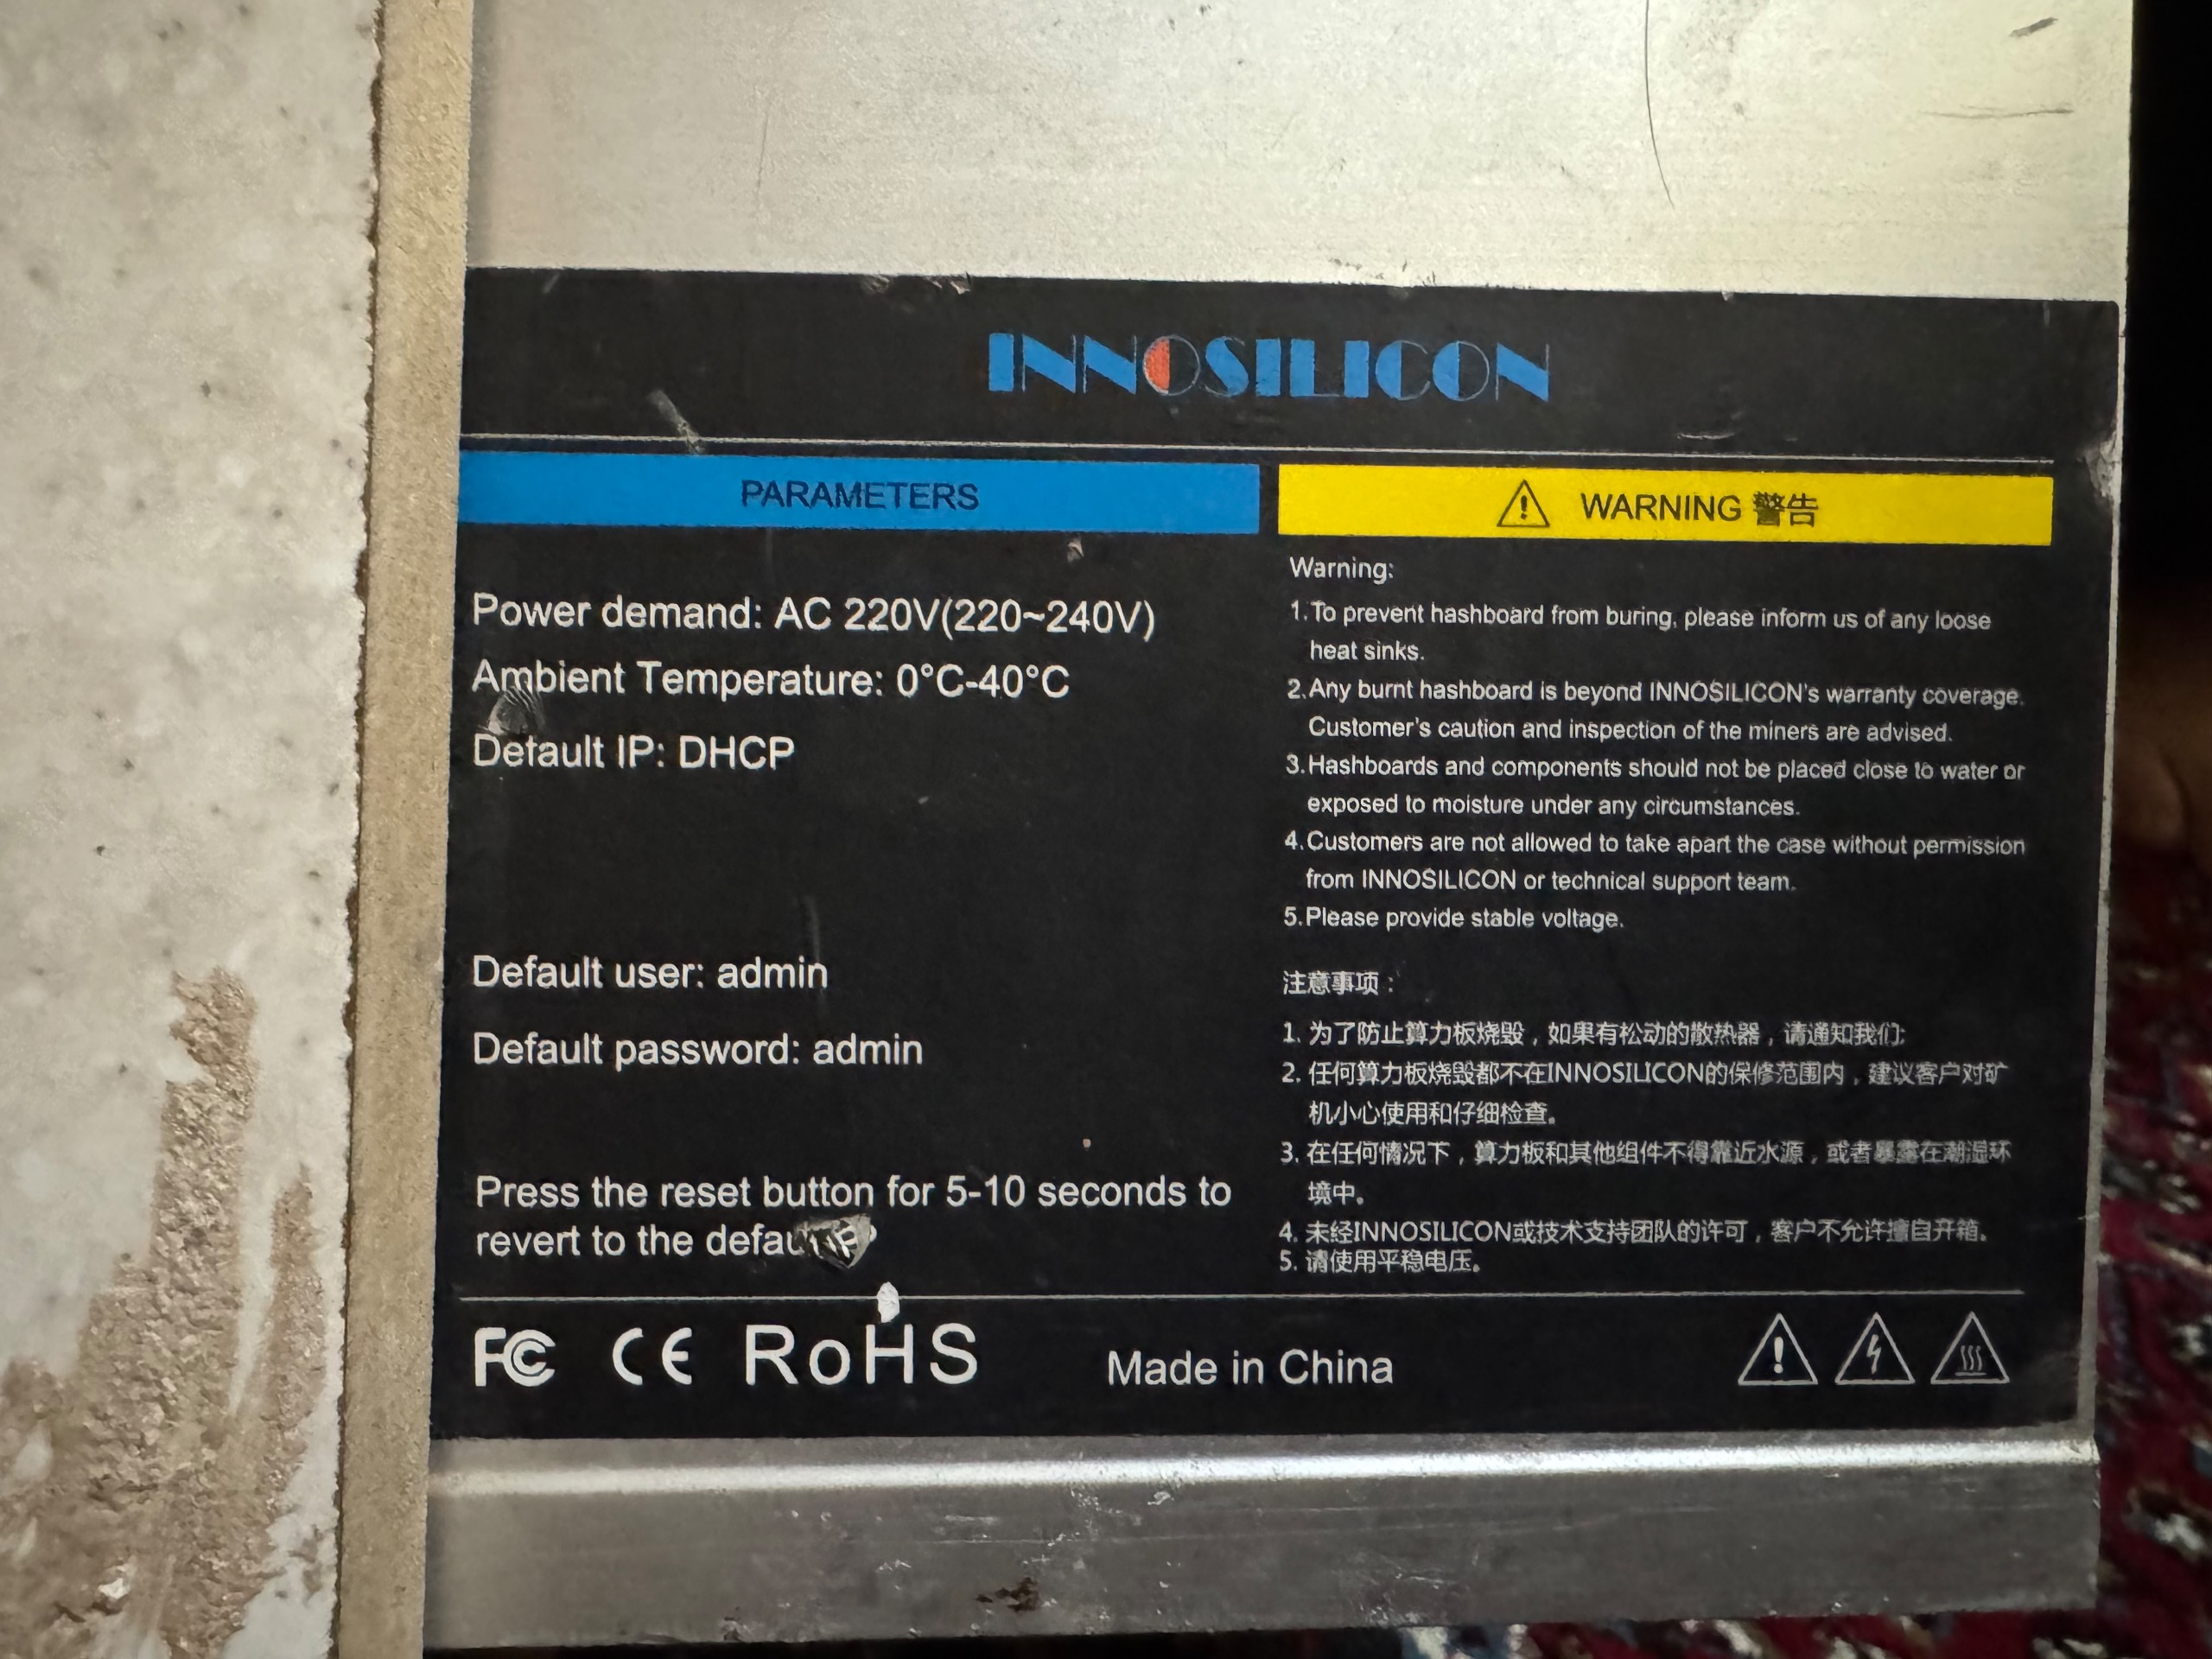 INNOSILICON
PARAMETERS
Power demand: AC 220V(220~240V)
Ambient Temperature: 0°C-40°C
Default IP: DHCP
Default user: admin
Default password: admin
Press the reset button for 5-10 seconds to
revert to the
WARNING 警告
Warning:
1.To prevent hashboard from buring, please inform us of any loose
heat sinks.
2.Any burnt hashboard is beyond INNOSILICON's warranty coverage.
Customer's caution and inspection of the miners are advised.
3.Hashboards and components should not be placed close to water or
exposed to moisture under any circumstances.
4.Customers are not allowed to take apart the case without permission
from INNOSILICON or technical support team.
5.Please provide stable voltage.
注意事项：
1. 为了防止算力板烧毁，如果有松动的散热器，请通知我们;
2. 任何算力板烧毁都不在INNOSILICON的保修范围内，建议客户对矿
机小心使用和仔细检查。
3. 在任何情况下，算力板和其他组件不得靠近水源，或者暴露在潮湿环
境中。
4. 未经INNOSILICON或技术支持团队的许可，客户不允许擅自开箱。
5. 请使用平稳电压。
FC CE RoHS Made in China